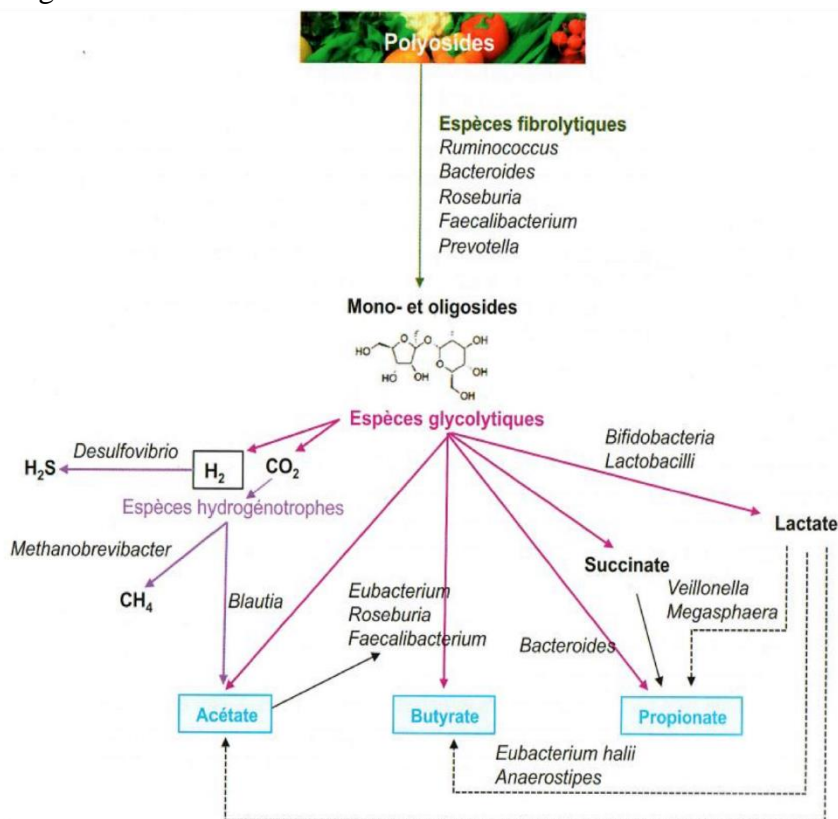 Polyosides
Espèces fibrolytiques
Ruminococcus
Bacteroides
Roseburia
Faecalibacterium
Prevotella
Mono- et oligosides
HO
O
O
OH
HO
OH
O
OH
HO
OH
Espèces glycolytiques
Desulfovibrio
H₂S
H₂
CO₂
Espèces hydrogénotrophes
Methanobrevibacter
CH₄
Blautia
Bifidobacteria
Lactobacilli
Lactate
Succinate
Veillonella
Megasphaera
Eubacterium
Roseburia
Faecalibacterium
Bacteroides
Acétate
Butyrate
Propionate
Eubacterium halii
Anaerostipes